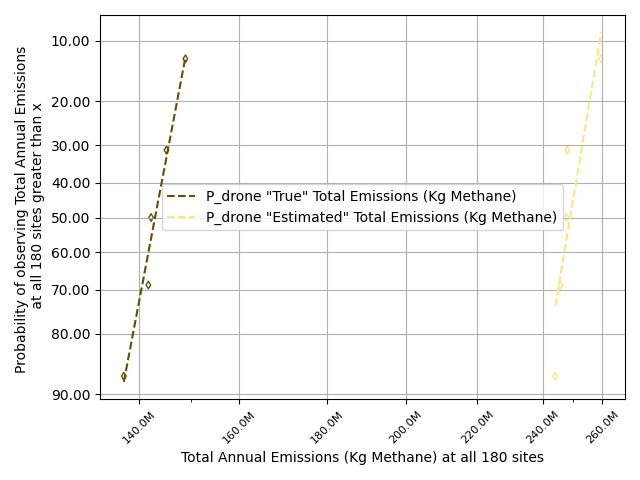 10.00
20.00
30.00
40.00
50.00
60.00
70.00
80.00
90.00
Probability of observing Total Annual Emissions
at all 180 sites greater than x
P_drone "True" Total Emissions (Kg Methane)
P_drone "Estimated" Total Emissions (Kg Methane)
140.0M
160.0M
180.0M
200.0M
220.0M
240.0M
260.0M
Total Annual Emissions (Kg Methane) at all 180 sites